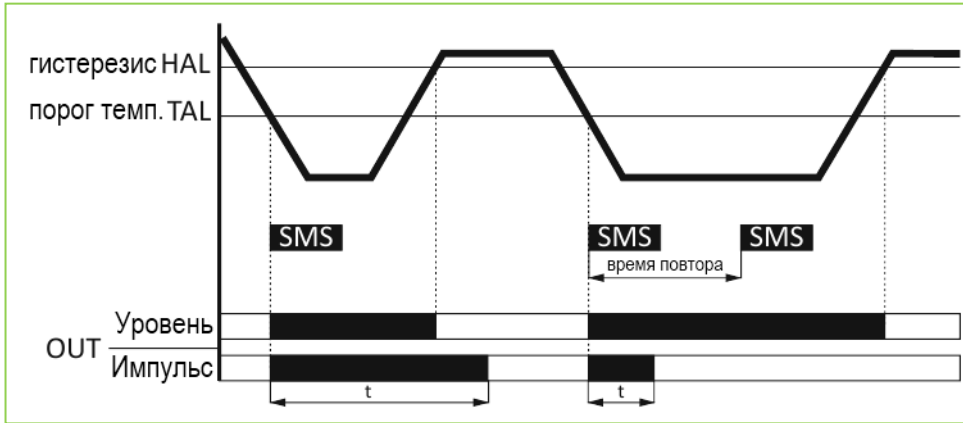 гистерезис HAL
порог темп. TAL
SMS SMS SMS
время повтора
Уровень
OUT
Импульс
t t